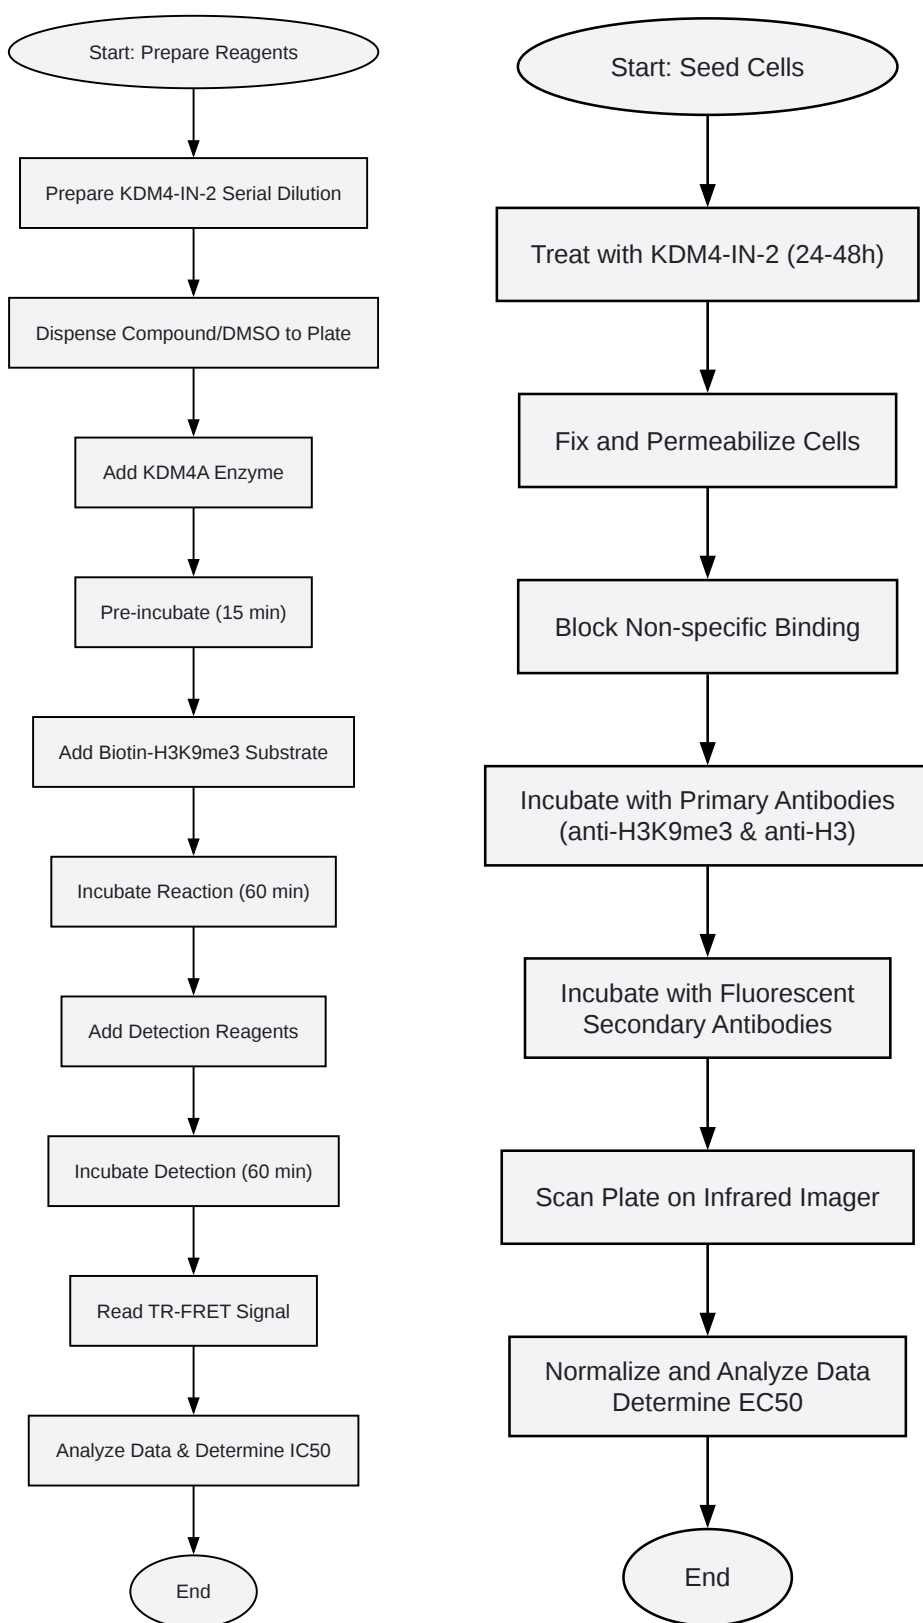 Start: Prepare Reagents
Prepare KDM4-IN-2 Serial Dilution
Dispense Compound/DMSO to Plate
Add KDM4A Enzyme
Pre-incubate (15 min)
Add Biotin-H3K9me3 Substrate
Incubate Reaction (60 min)
Add Detection Reagents
Incubate Detection (60 min)
Read TR-FRET Signal
Analyze Data & Determine IC50
End
Start: Seed Cells
Treat with KDM4-IN-2 (24-48h)
Fix and Permeabilize Cells
Block Non-specific Binding
Incubate with Primary Antibodies
(anti-H3K9me3 & anti-H3)
Incubate with Fluorescent
Secondary Antibodies
Scan Plate on Infrared Imager
Normalize and Analyze Data
Determine EC50
End